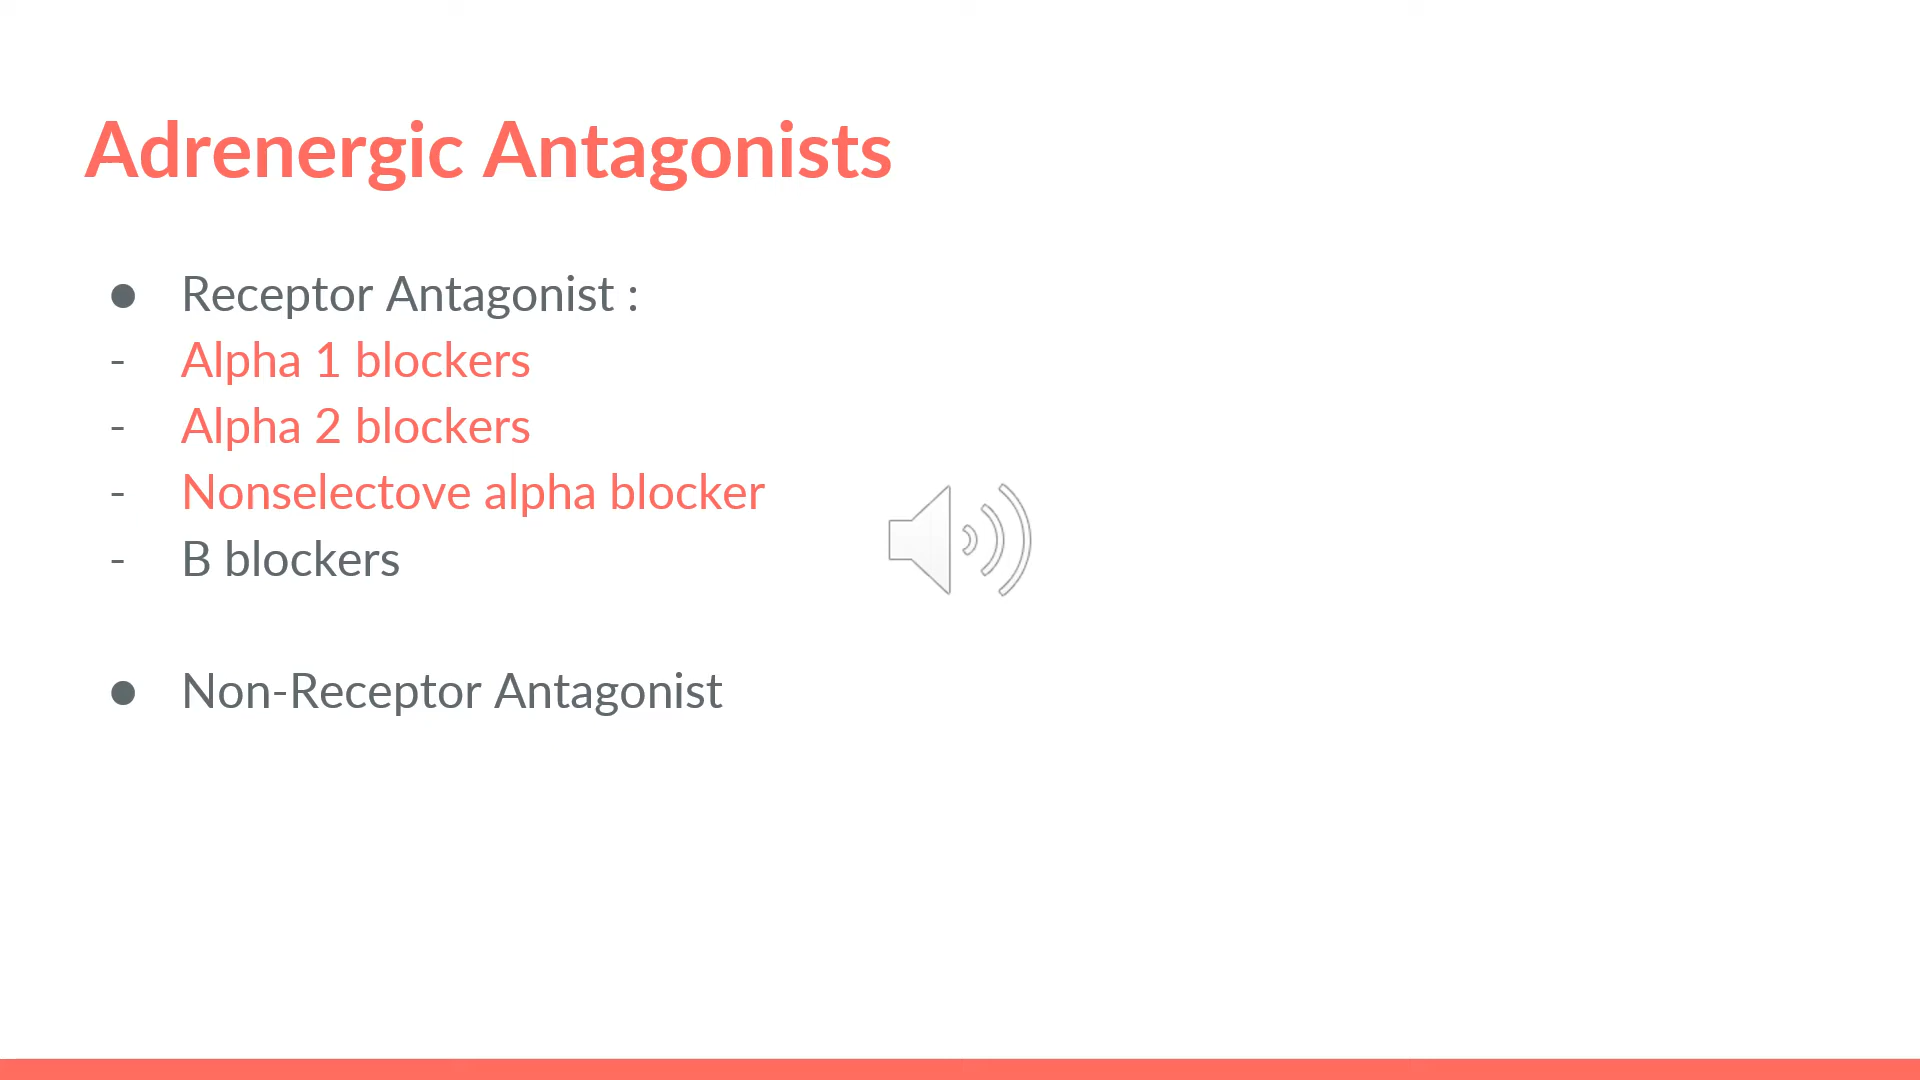 Adrenergic Antagonists
● Receptor Antagonist :
- Alpha 1 blockers
- Alpha 2 blockers
- Nonselectove alpha blocker
- B blockers
● Non-Receptor Antagonist